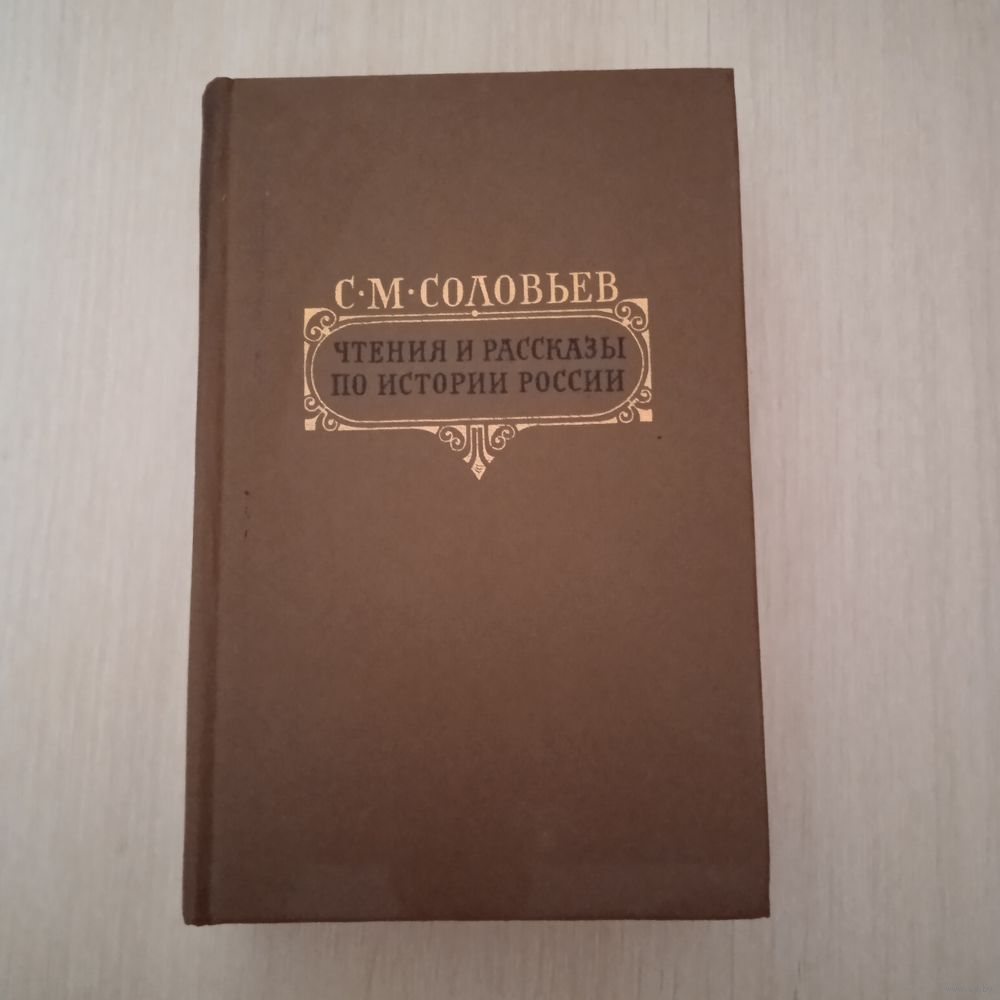 С·М·СОЛОВЬЕВ
ЧТЕНИЯ И РАССКАЗЫ
ПО ИСТОРИИ РОССИИ